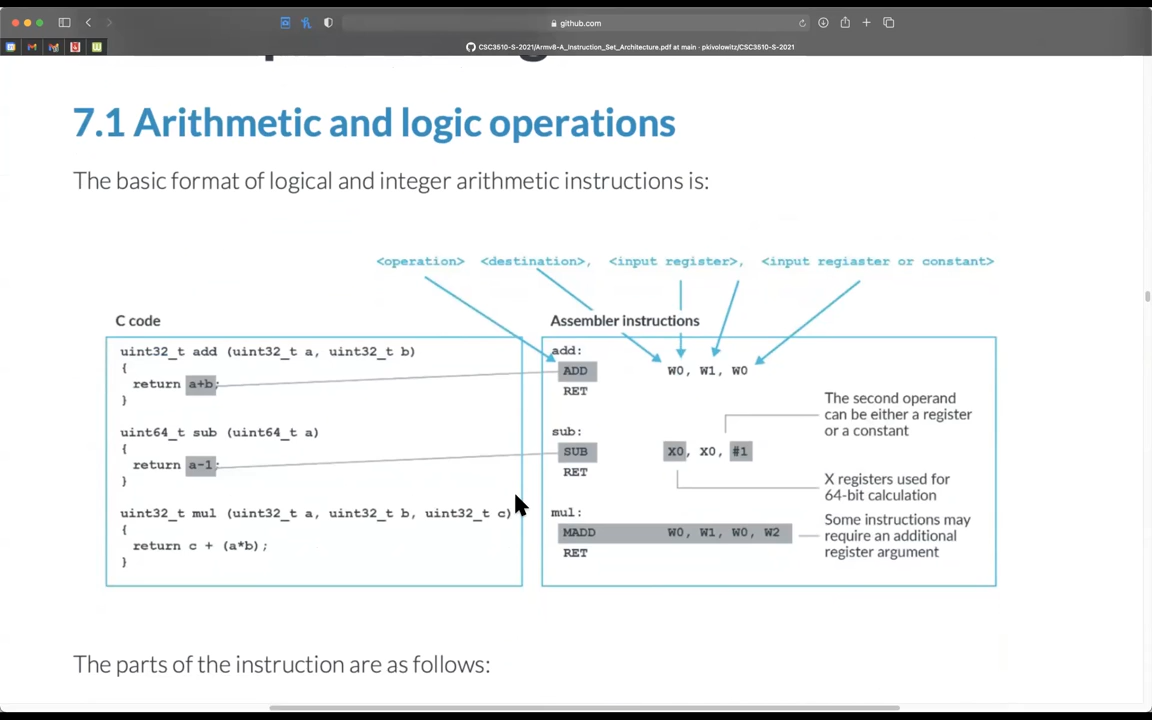 github.com
CSC3510-S-2021/Armv8-A_Instruction_Set_Architecture.pdf at main · pkivolowitz/CSC3510-S-2021
7.1 Arithmetic and logic operations
The basic format of logical and integer arithmetic instructions is:
<operation> <destination>, <input register>, <input regiaster or constant>
C code
uint32_t add (uint32_t a, uint32_t b)
{
return a+b;
}
uint64_t sub (uint64_t a)
{
return a-1;
}
uint32_t mul (uint32_t a, uint32_t b, uint32_t c)
{
return c + (a*b);
}
Assembler instructions
add:
ADD W0, W1, W0
RET
sub:
SUB X0, X0, #1
RET
mul:
MADD W0, W1, W0, W2
RET
The second operand
can be either a register
or a constant
X registers used for
64-bit calculation
Some instructions may
require an additional
register argument
The parts of the instruction are as follows: